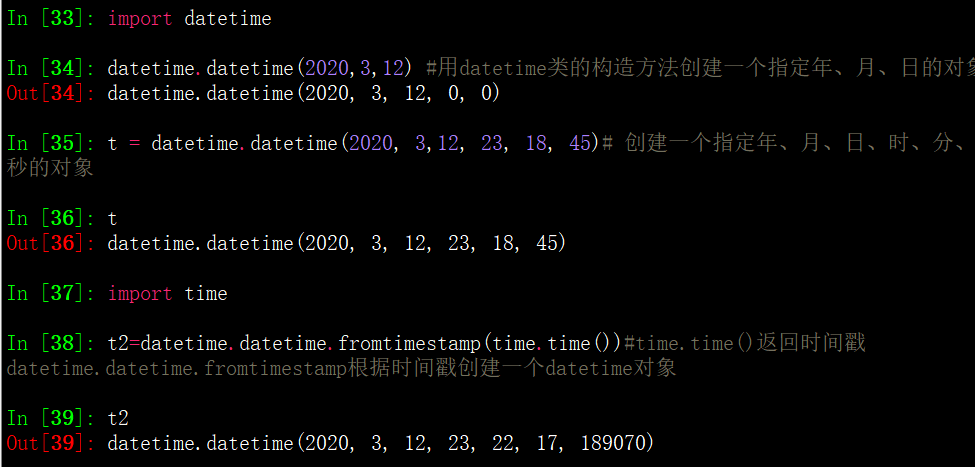 In [33]: import datetime
In [34]: datetime.datetime(2020,3,12) #用datetime类的构造方法创建一个指定年、月、日的对象
Out[34]: datetime.datetime(2020, 3, 12, 0, 0)
In [35]: t = datetime.datetime(2020, 3,12, 23, 18, 45)# 创建一个指定年、月、日、时、分、
秒的对象
In [36]: t
Out[36]: datetime.datetime(2020, 3, 12, 23, 18, 45)
In [37]: import time
In [38]: t2=datetime.datetime.fromtimestamp(time.time())#time.time()返回时间戳
datetime.datetime.fromtimestamp根据时间戳创建一个datetime对象
In [39]: t2
Out[39]: datetime.datetime(2020, 3, 12, 23, 22, 17, 189070)